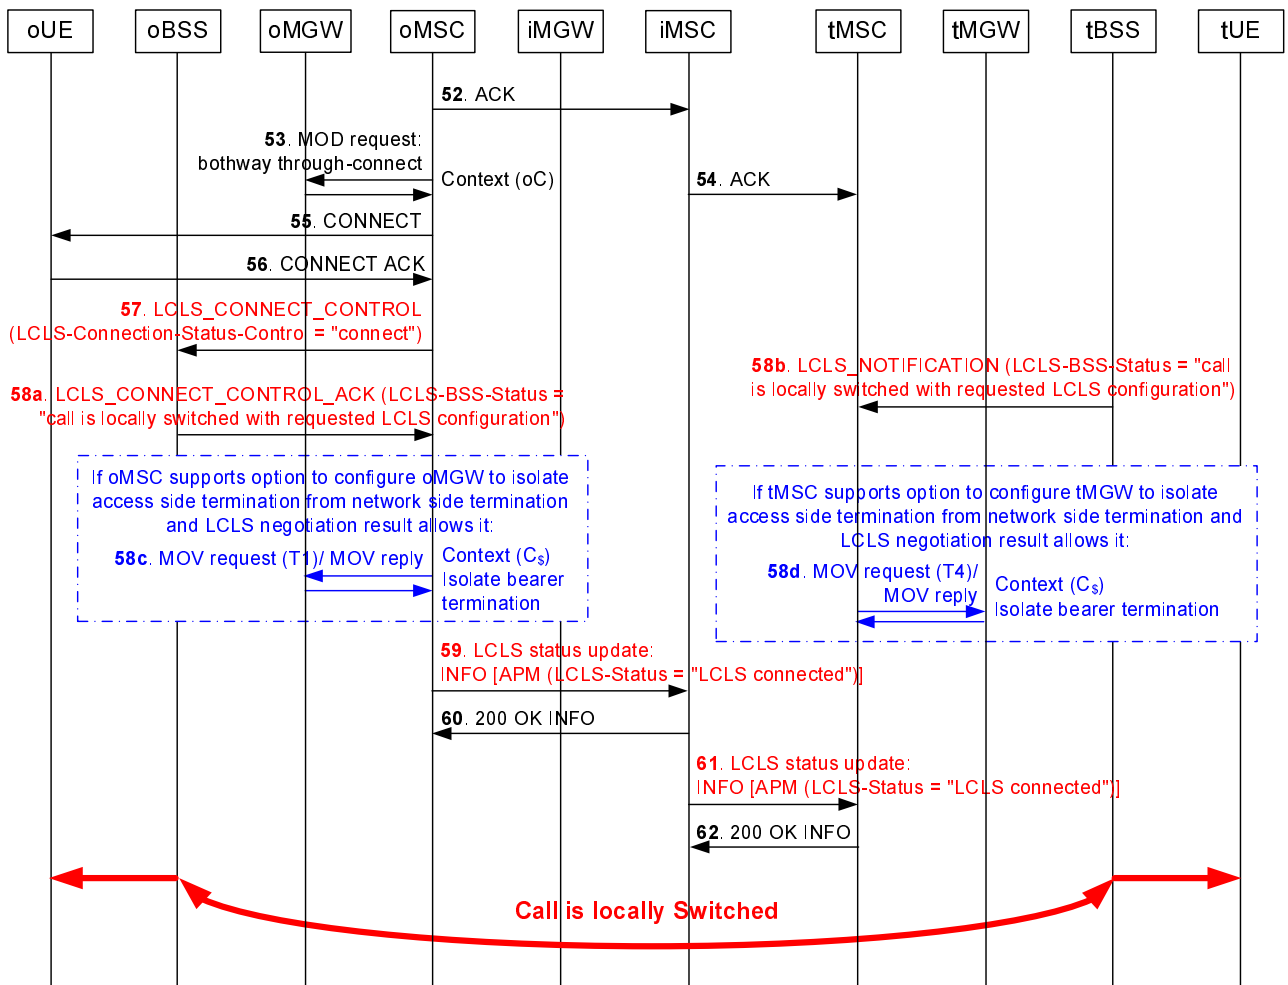 oUE oBSS oMGW oMSC iMGW iMSC tMSC tMGW tBSS tUE
52. ACK
53. MOD request:
bothway through-connect
Context (oC)
54. ACK
55. CONNECT
56. CONNECT ACK
57. LCLS_CONNECT_CONTROL
(LCLS-Connection-Status-Control = "connect")
58b. LCLS_NOTIFICATION (LCLS-BSS-Status = "call
is locally switched with requested LCLS configuration")
58a. LCLS_CONNECT_CONTROL_ACK (LCLS-BSS-Status =
"call is locally switched with requested LCLS configuration")
If oMSC supports option to configure oMGW to isolate
access side termination from network side termination
and LCLS negotiation result allows it:
58c. MOV request (T1)/ MOV reply
Context (C$)
Isolate bearer
termination
If tMSC supports option to configure tMGW to isolate
access side termination from network side termination and
LCLS negotiation result allows it:
58d. MOV request (T4)/
MOV reply
Context (C$)
Isolate bearer termination
59. LCLS status update:
INFO [APM (LCLS-Status = "LCLS connected")]
60. 200 OK INFO
61. LCLS status update:
INFO [APM (LCLS-Status = "LCLS connected")]
62. 200 OK INFO
Call is locally Switched